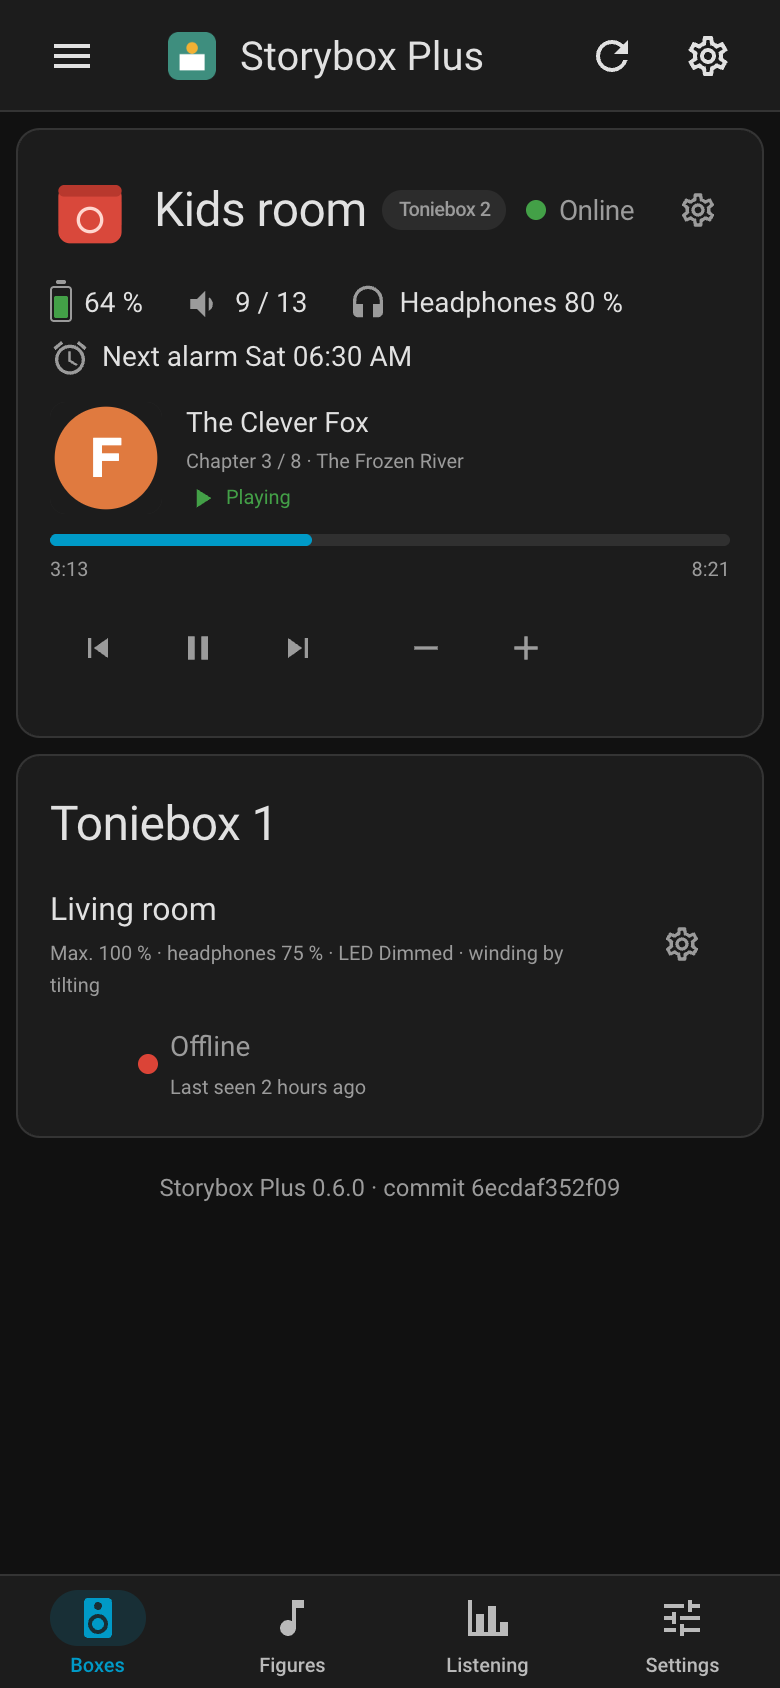 Storybox Plus
Kids room Toniebox 2 Online
64 % 9 / 13 Headphones 80 %
Next alarm Sat 06:30 AM
F
The Clever Fox
Chapter 3 / 8 · The Frozen River
Playing
3:13 8:21
Toniebox 1
Living room
Max. 100 % · headphones 75 % · LED Dimmed · winding by
tilting
Offline
Last seen 2 hours ago
Storybox Plus 0.6.0 · commit 6ecdaf352f09
Boxes Figures Listening Settings